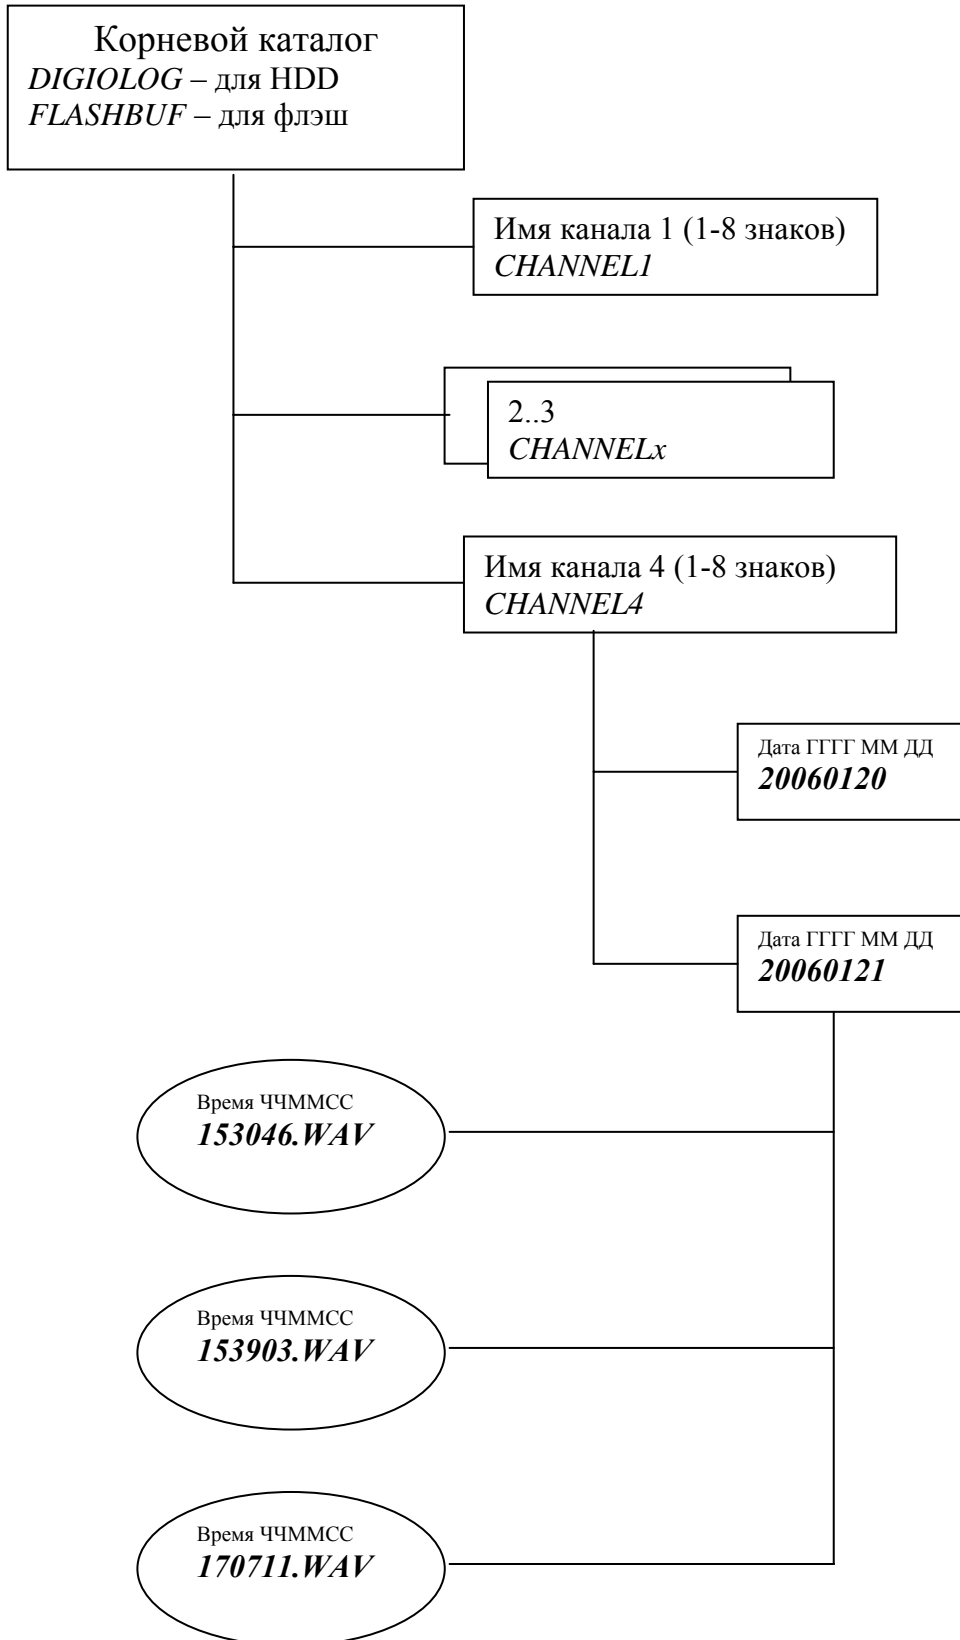 Корневой каталог
DIGIOLOG – для HDD
FLASHBUF – для флэш
Имя канала 1 (1-8 знаков)
CHANNEL1
2..3
CHANNELx
Имя канала 4 (1-8 знаков)
CHANNEL4
Дата ГГГГ ММ ДД
20060120
Дата ГГГГ ММ ДД
20060121
Время ЧЧММСС
153046.WAV
Время ЧЧММСС
153903.WAV
Время ЧЧММСС
170711.WAV